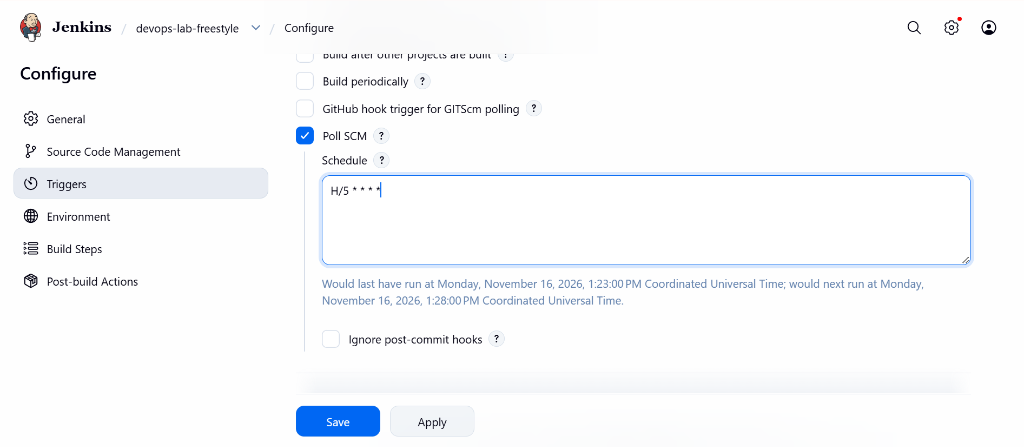 Jenkins / devops-lab-freestyle / Configure
Configure
General
Source Code Management
Triggers
Environment
Build Steps
Post-build Actions
Build after other projects are built ?
Build periodically ?
GitHub hook trigger for GITScm polling ?
Poll SCM ?
Schedule ?
H/5 * * * *
Would last have run at Monday, November 16, 2026, 1:23:00 PM Coordinated Universal Time; would next run at Monday,
November 16, 2026, 1:28:00 PM Coordinated Universal Time.
Ignore post-commit hooks ?
Save
Apply